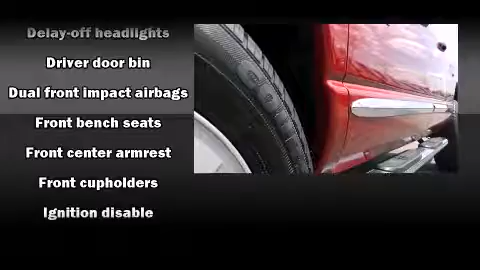 Delay-off headlights
Driver door bin
Dual front impact airbags
Front bench seats
Front center armrest
Front cupholders
Ignition disable